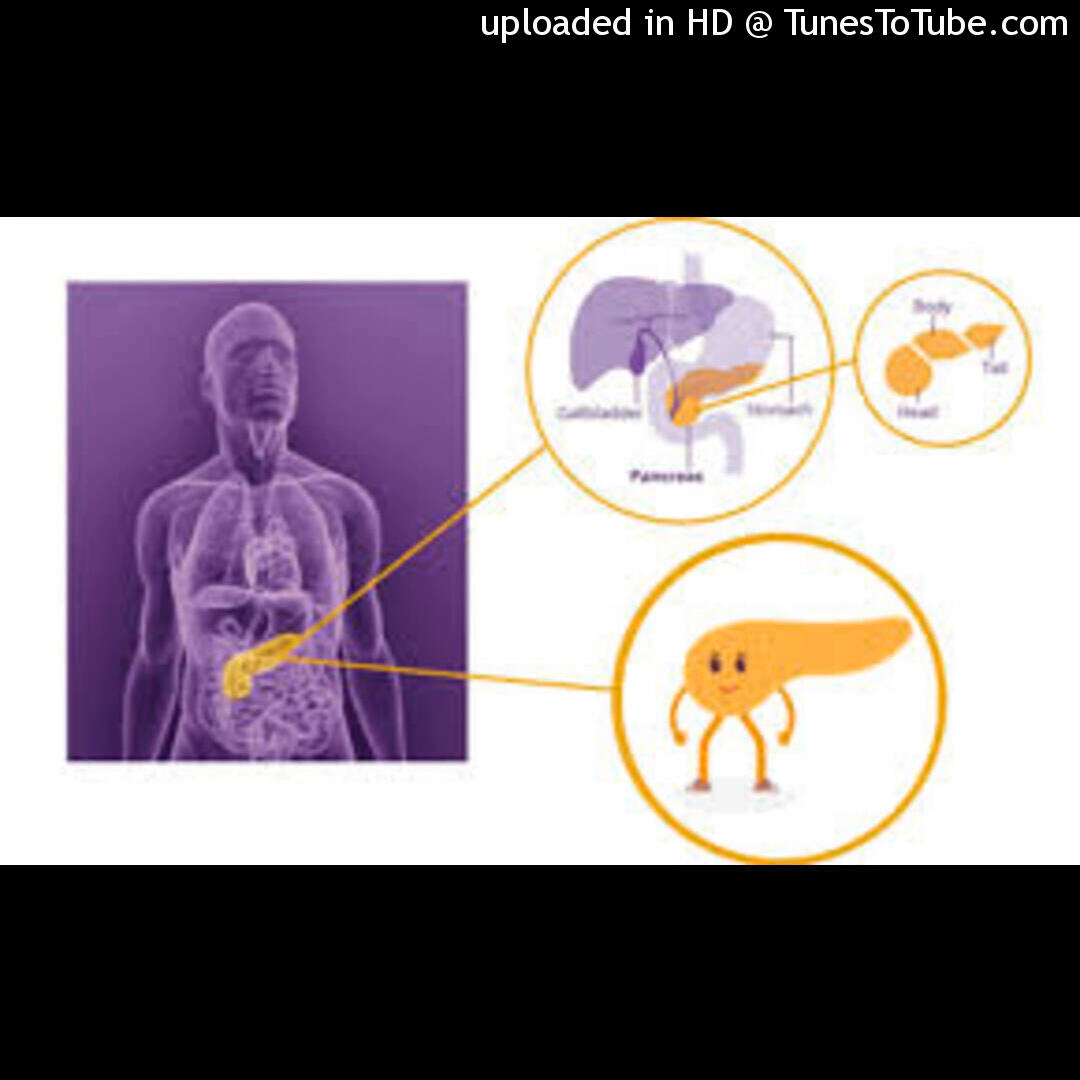 uploaded in HD @ TunesToTube.com
Body
Tail
Head
Gallbladder
Stomach
Pancreas